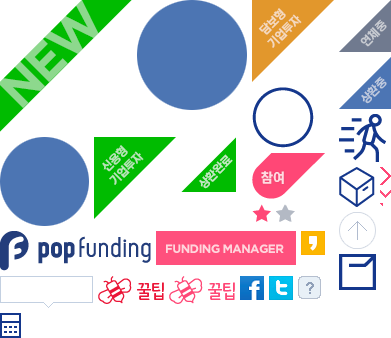 NEW
담보형
기업투자
연체중
상환중
신용형
기업투자
상환완료
참여
popfunding
FUNDING MANAGER
꿀팁
꿀팁
f
t
?